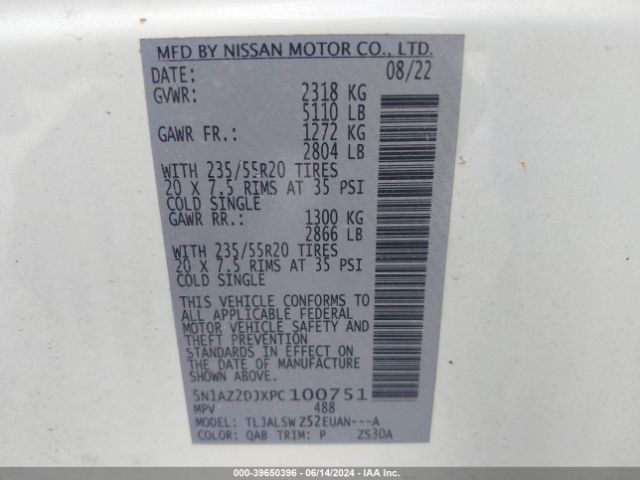 MFD BY NISSAN MOTOR CO., LTD.
DATE: 08/22
GVWR: 2318 KG
5110 LB
GAWR FR.: 1272 KG
2804 LB
WITH 235/55R20 TIRES
20 X 7.5 RIMS AT 35 PSI
COLD SINGLE
GAWR RR.: 1300 KG
2866 LB
WITH 235/55R20 TIRES
20 X 7.5 RIMS AT 35 PSI
COLD SINGLE
THIS VEHICLE CONFORMS TO
ALL APPLICABLE FEDERAL
MOTOR VEHICLE SAFETY AND
THEFT PREVENTION
STANDARDS IN EFFECT ON
THE DATE OF MANUFACTURE
SHOWN ABOVE.
5N1AZ2DJXPC100751
MPV 488
MODEL: TLJALSW Z52EUAN---A
COLOR: QAB TRIM: P ZS30A
OWNER: #39650396 - 06/14/2024 - IAA Inc.